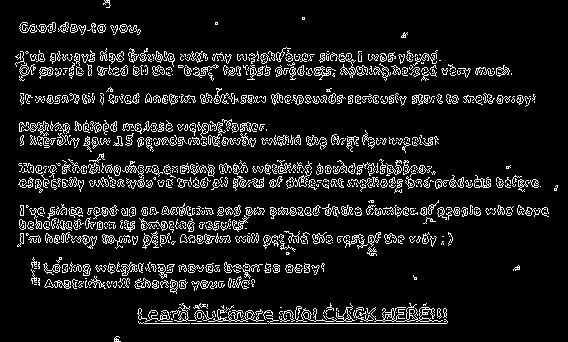 Good day to you,
I've always had trouble with my weight ever since I was young.
Of course I tried all the "best" fat loss products, nothing helped very much.
It wasn't til I tried Anatrim that I saw the pounds seriously start to melt away!
Nothing helped me lose weight faster.
I literally saw 15 pounds melt away within the first few weeks!
There's nothing more exciting than watching pounds disappear,
especially when you've tried all sorts of different methods and products before.
I've since read up on Anatrim and am amazed at the number of people who have
benefited from its amazing results.
I'm halfway to my goal, Anatrim will get rid the rest of the way ; )
* Losing weight has never been so easy!
* Anatrim will change your life!
Learn out more info! CLICK HERE!!!